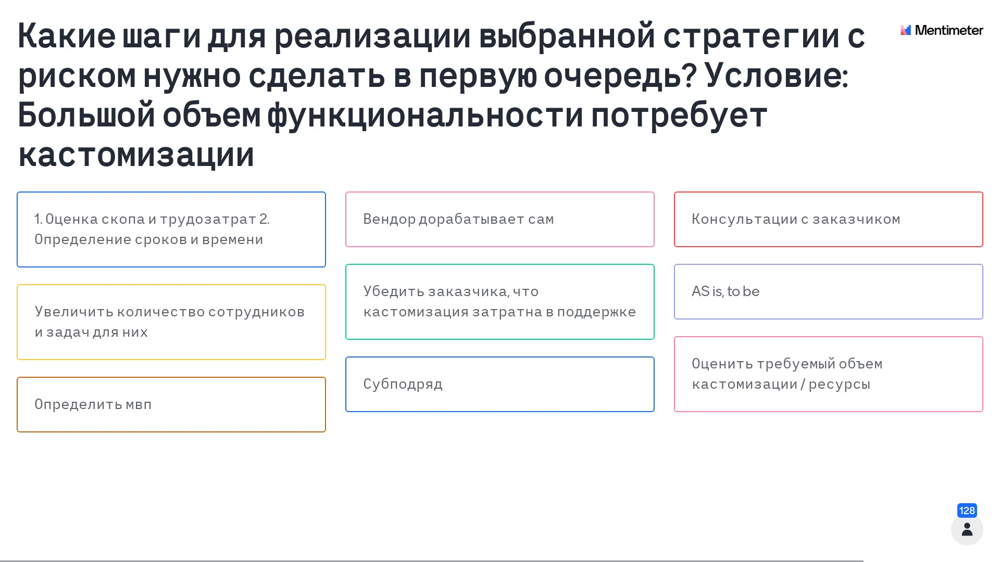 Какие шаги для реализации выбранной стратегии с
риском нужно сделать в первую очередь? Условие:
Большой объем функциональности потребует
кастомизации
Mentimeter
1. Оценка скопа и трудозатрат 2.
Определение сроков и времени
Увеличить количество сотрудников
и задач для них
Определить мвп
Вендор дорабатывает сам
Убедить заказчика, что
кастомизация затратна в поддержке
Субподряд
Консультации с заказчиком
AS is, to be
Оценить требуемый объем
кастомизации / ресурсы
128